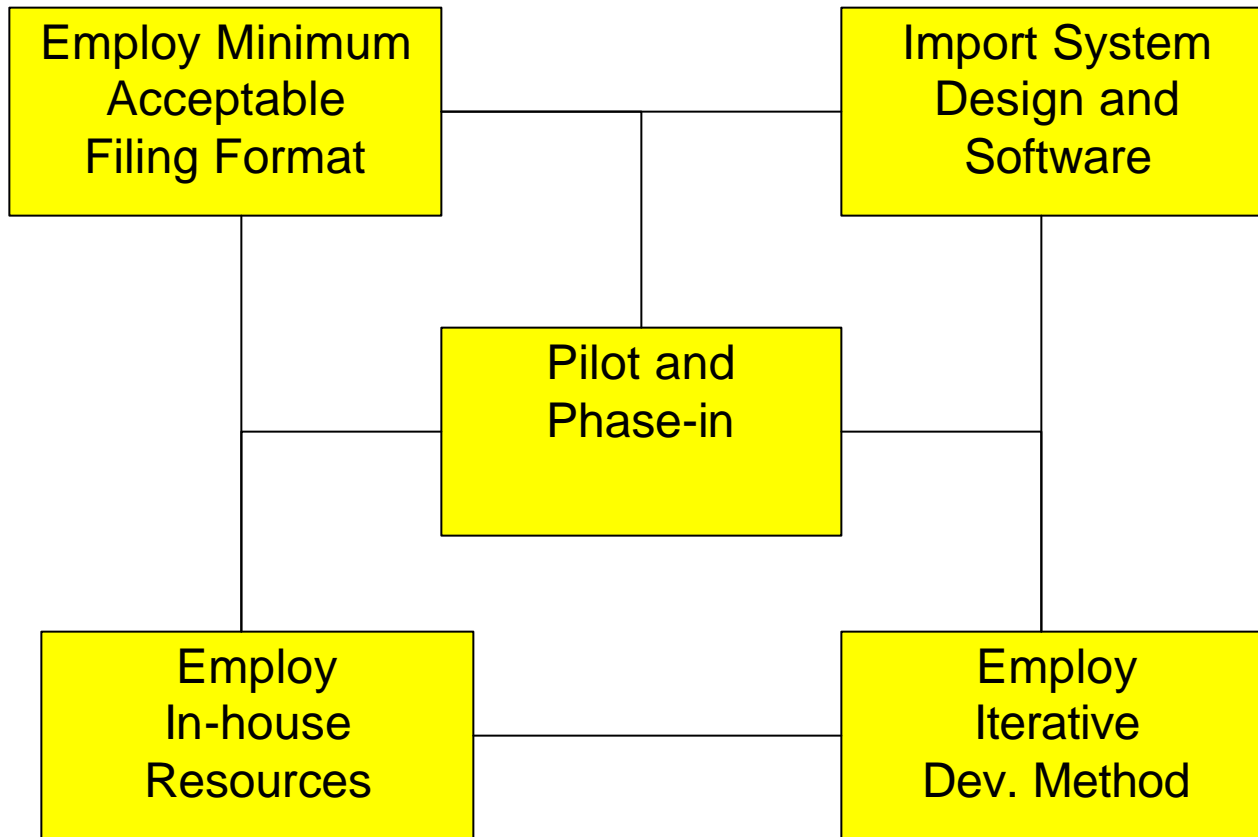 Employ Minimum
Acceptable
Filing Format
Import System
Design and
Software
Pilot and
Phase-in
Employ
In-house
Resources
Employ
Iterative
Dev. Method